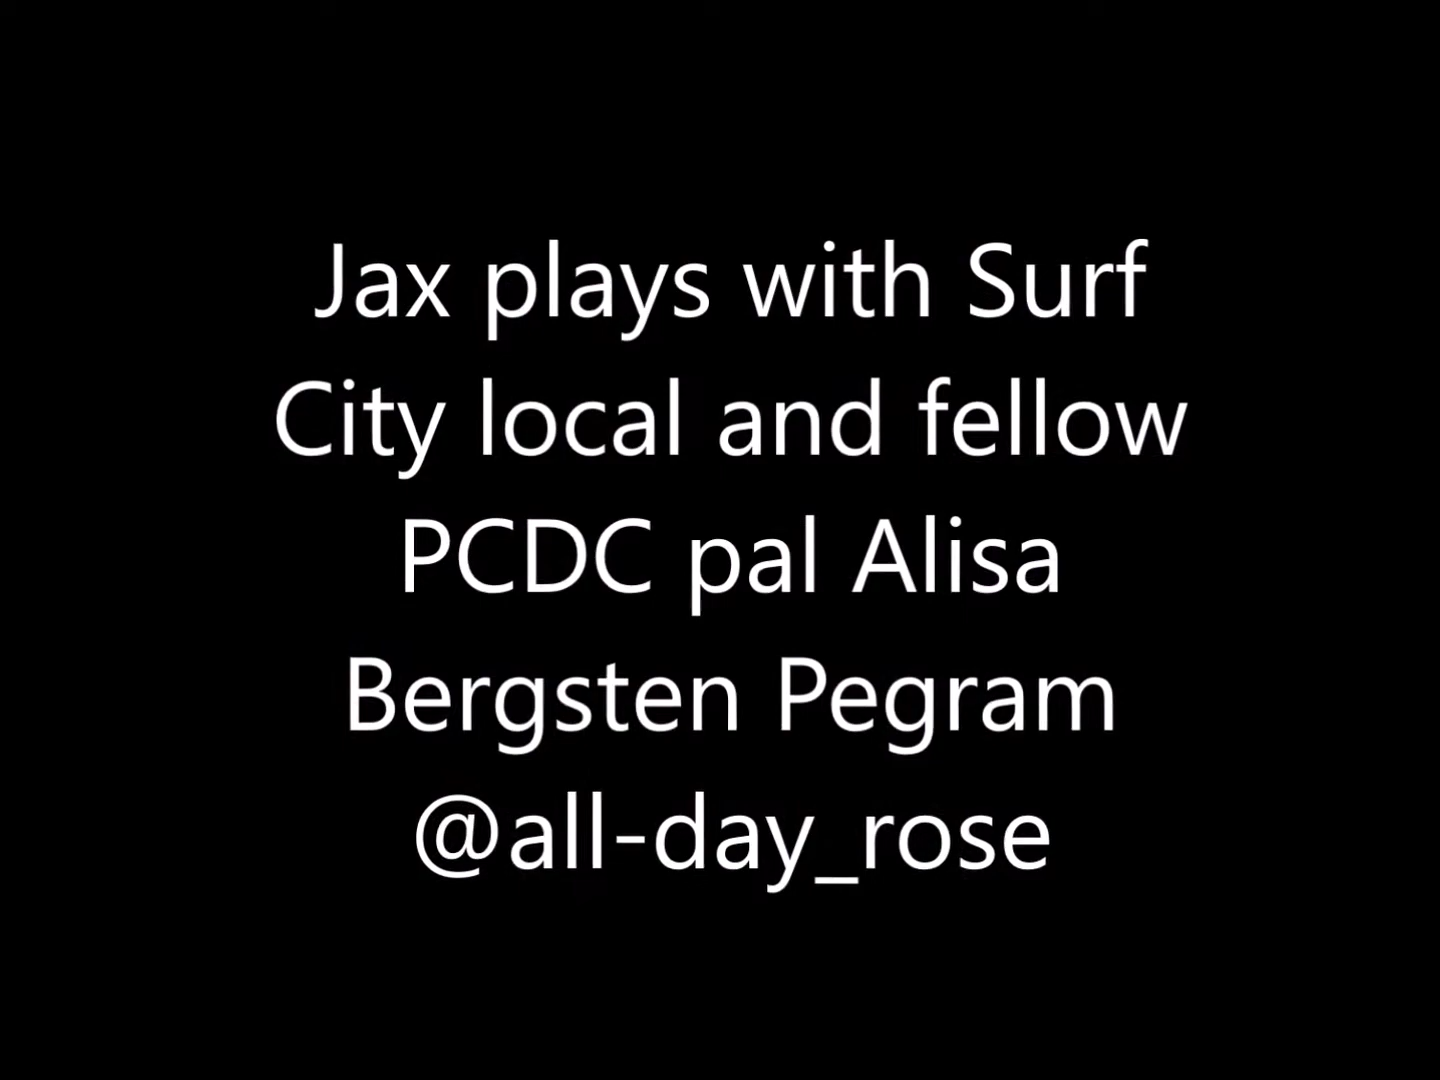 Jax plays with Surf
City local and fellow
PCDC pal Alisa
Bergsten Pegram
@all-day_rose